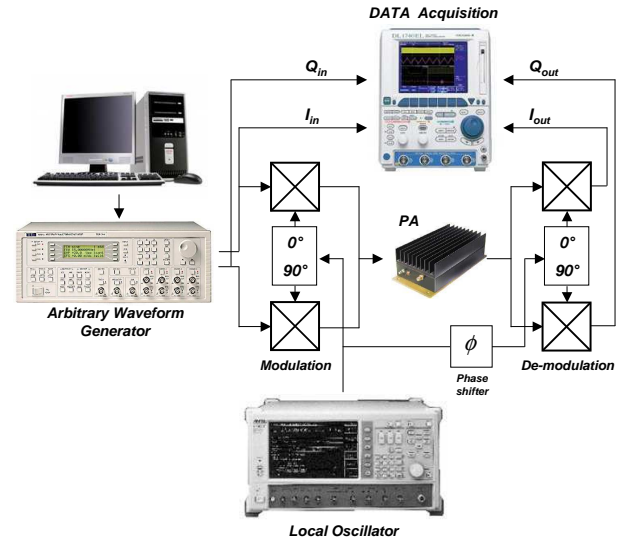 DATA Acquisition
Q_in
Q_out
I_in
I_out
PA
0°
90°
0°
90°
Arbitrary Waveform
Generator
Modulation
ϕ
Phase
shifter
De-modulation
Local Oscillator